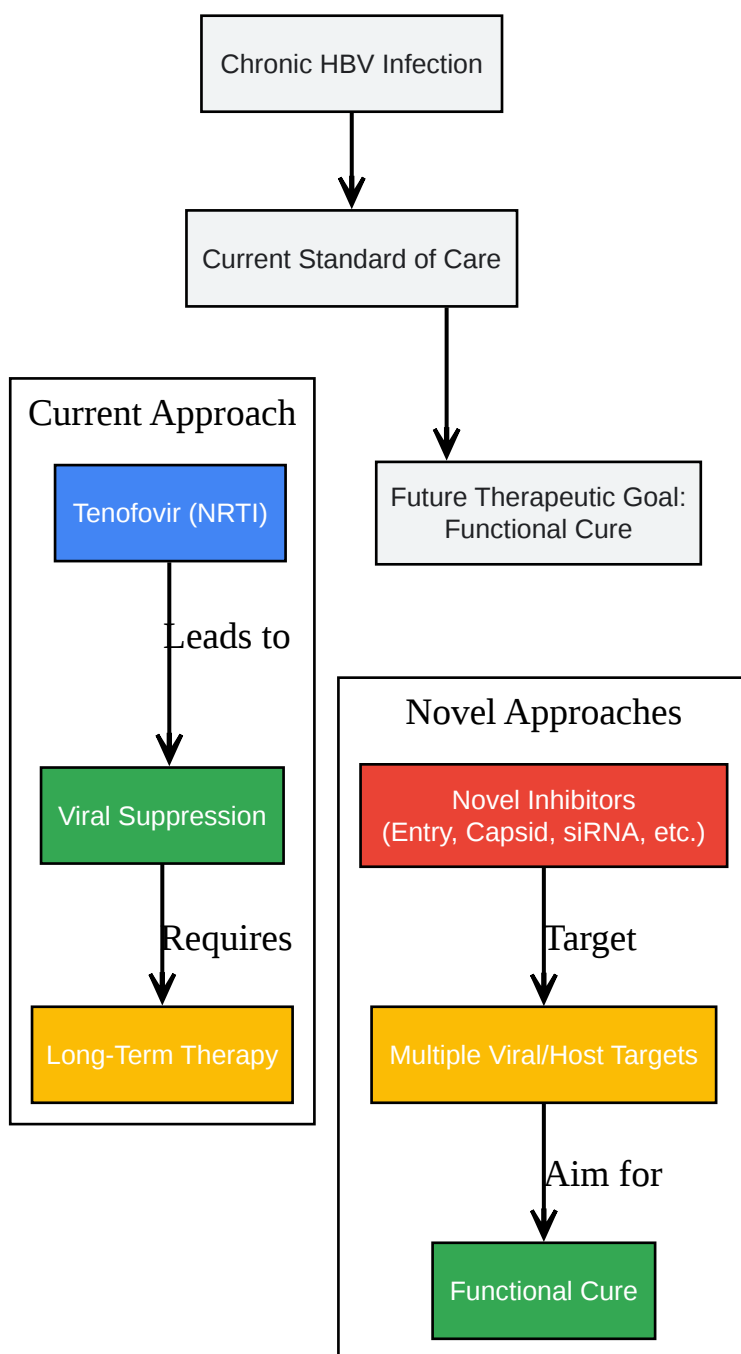 Chronic HBV Infection
Current Standard of Care
Current Approach
Tenofovir (NRTI)
Leads to
Viral Suppression
Requires
Long-Term Therapy
Future Therapeutic Goal:
Functional Cure
Novel Approaches
Novel Inhibitors
(Entry, Capsid, siRNA, etc.)
Target
Multiple Viral/Host Targets
Aim for
Functional Cure